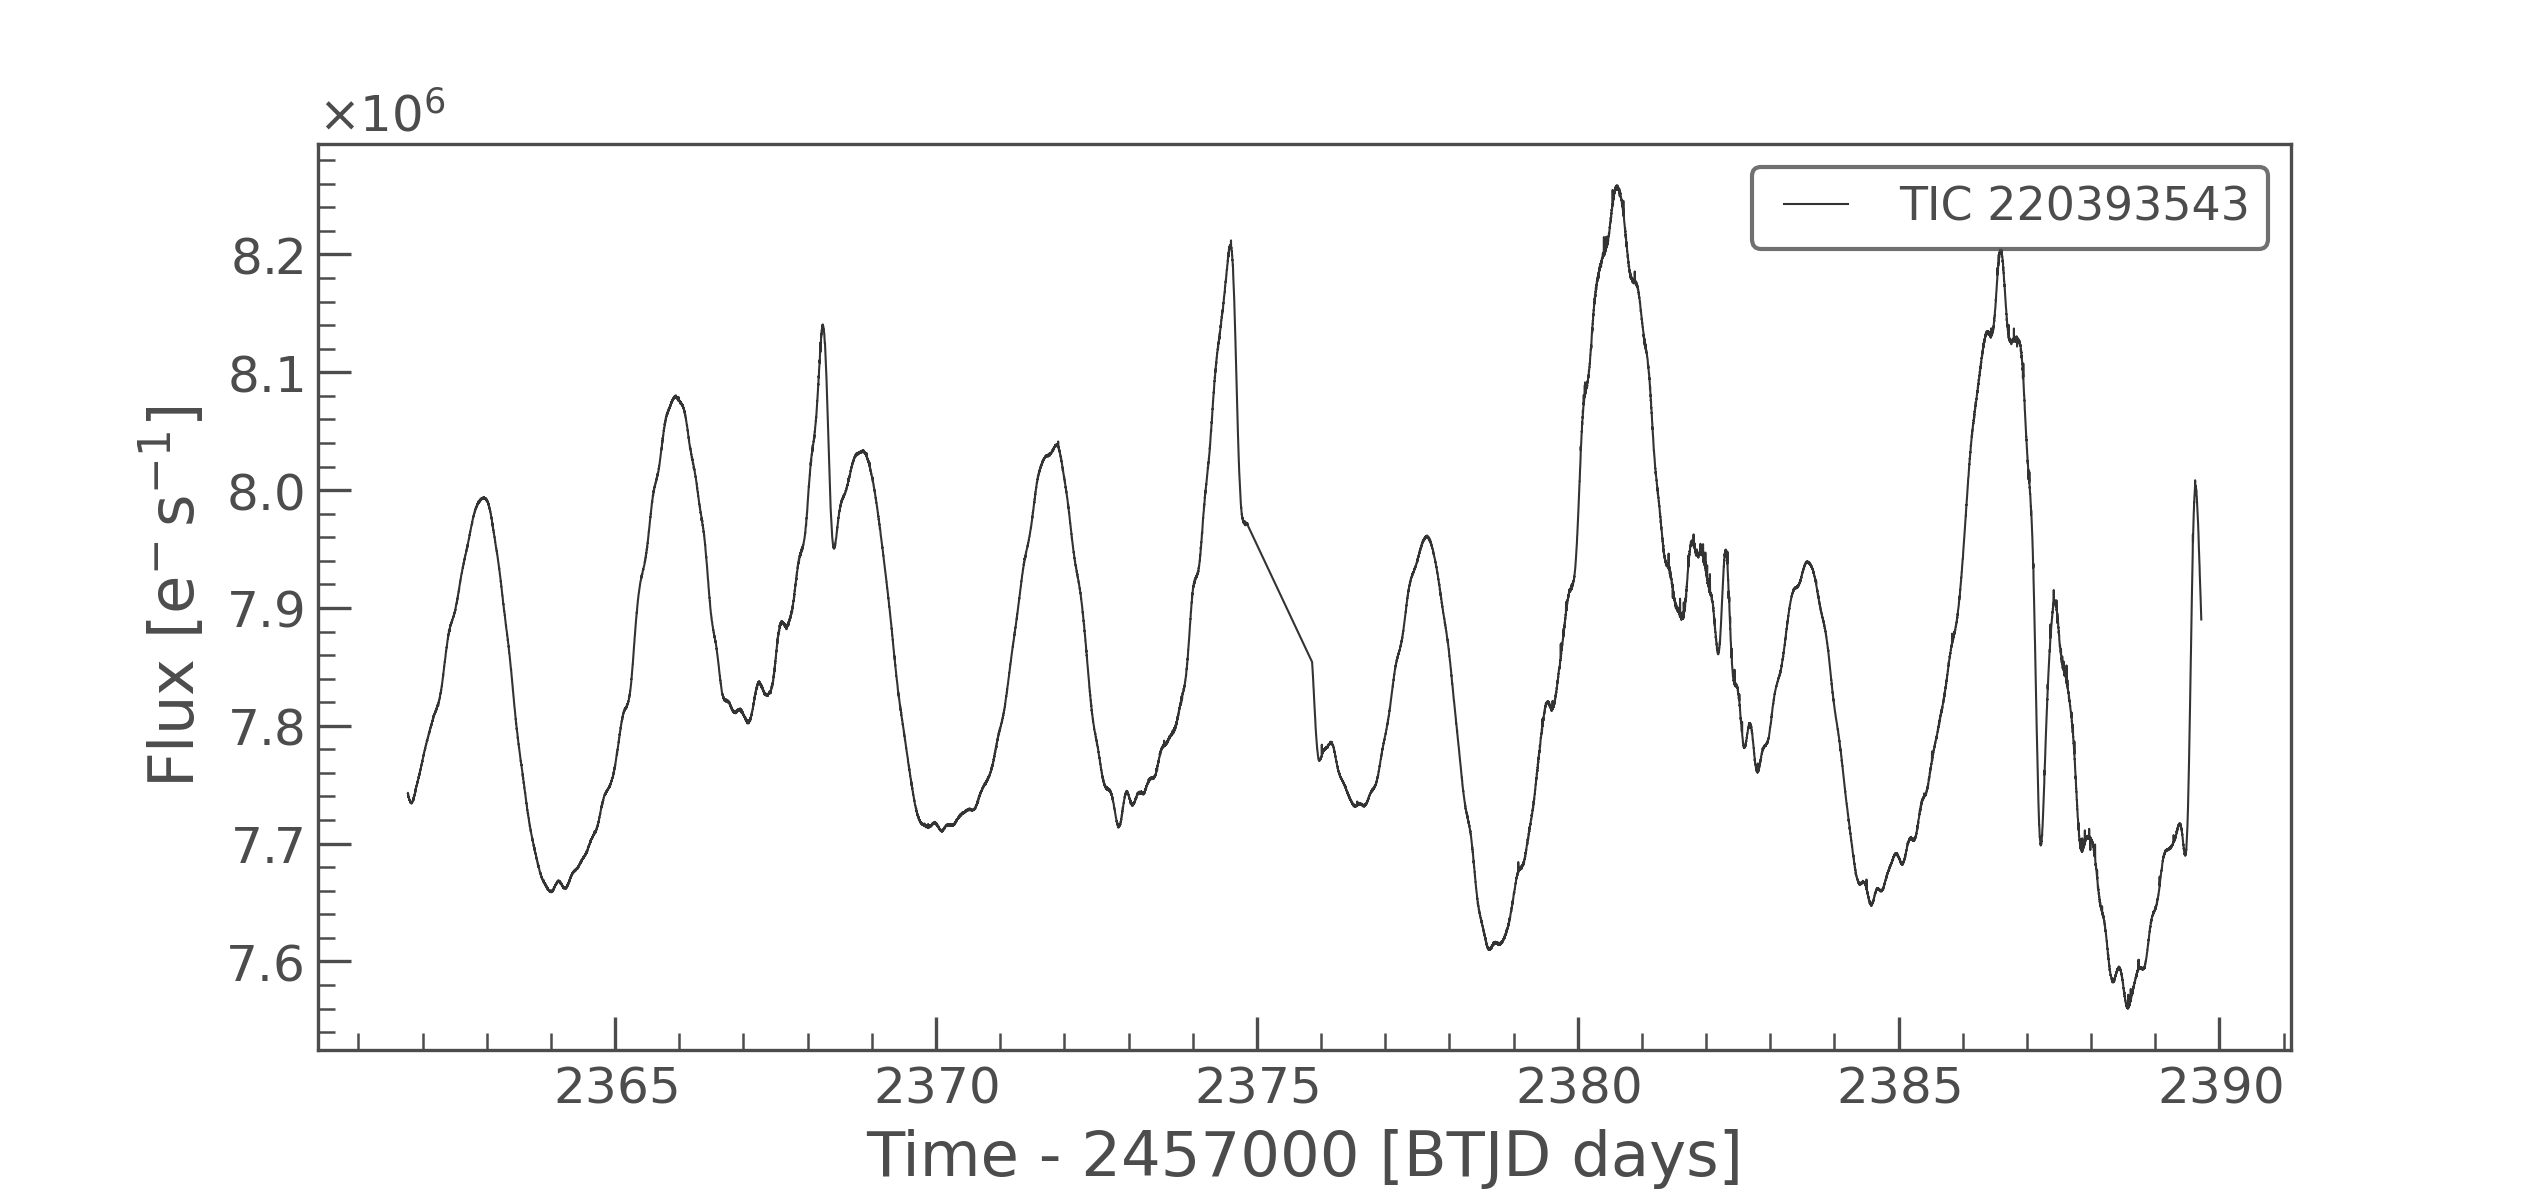 ×10⁶
TIC 220393543
8.2
8.1
8.0
7.9
7.8
7.7
7.6
Flux [e⁻ s⁻¹]
2365 2370 2375 2380 2385 2390
Time - 2457000 [BTJD days]